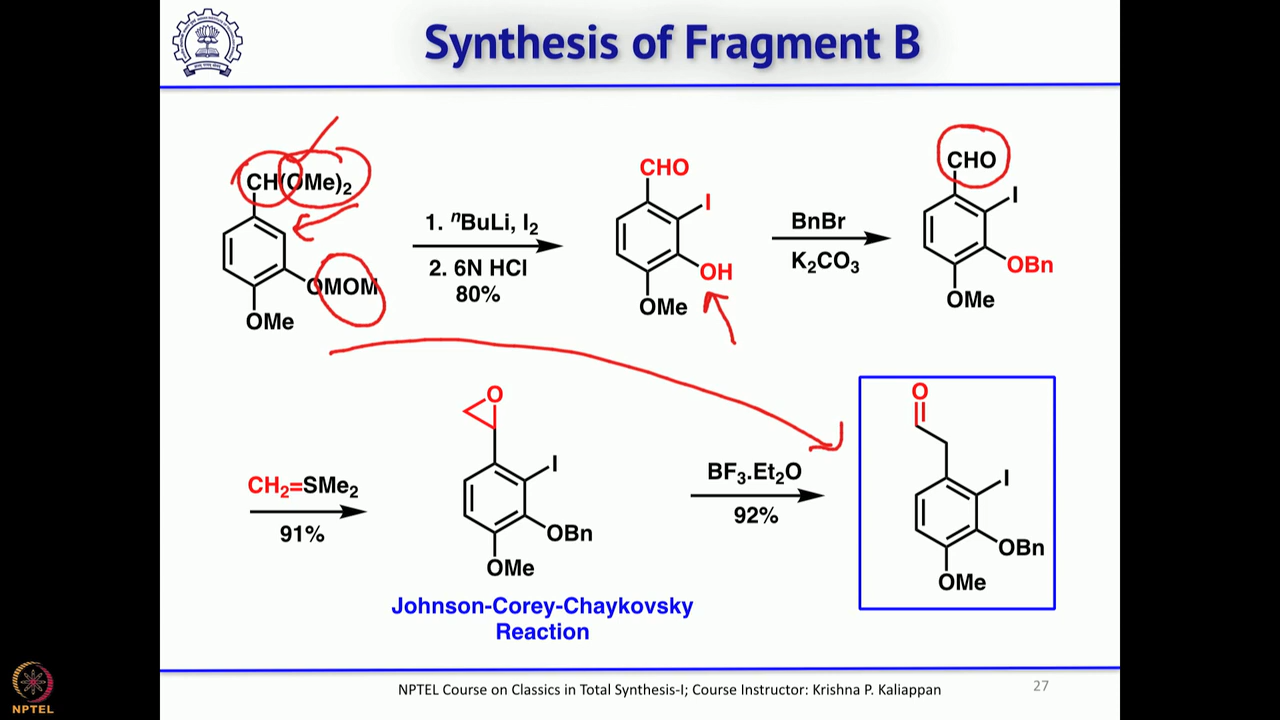 Synthesis of Fragment B
CH(OMe)2
OMOM
OMe
1. nBuLi, I2
2. 6N HCl
80%
CHO
I
OH
OMe
BnBr
K2CO3
CHO
I
OBn
OMe
CH2=SMe2
91%
O
I
OBn
OMe
Johnson-Corey-Chaykovsky
Reaction
BF3.Et2O
92%
O
I
OBn
OMe
NPTEL Course on Classics in Total Synthesis-I; Course Instructor: Krishna P. Kaliappan
27
NPTEL